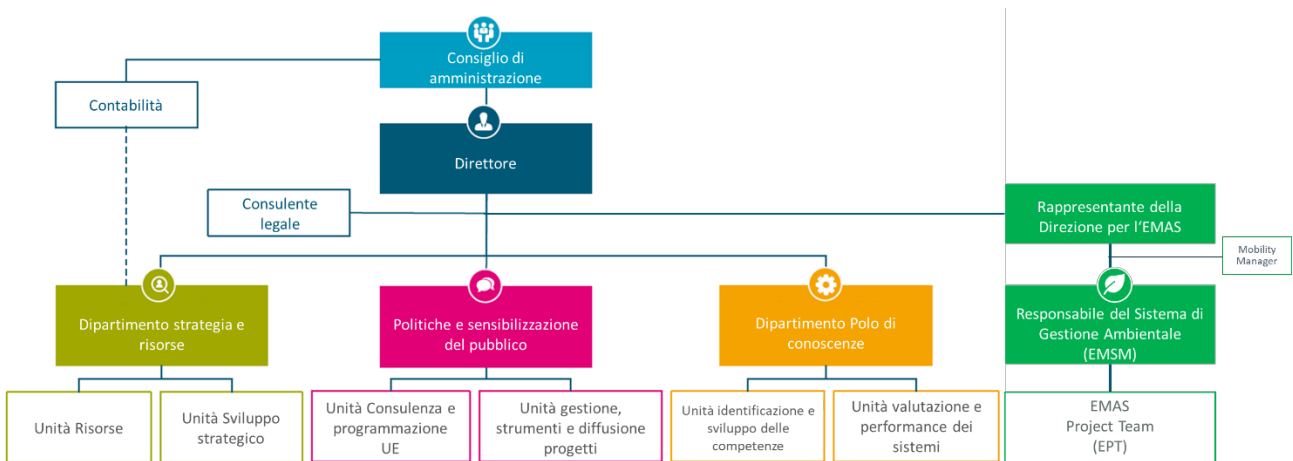 Consiglio di
amministrazione
Contabilità
Direttore
Consulente
legale
Rappresentante della
Direzione per l'EMAS
Mobility
Manager
Dipartimento strategia e
risorse
Politiche e sensibilizzazione
del pubblico
Dipartimento Polo di
conoscenze
Responsabile del Sistema di
Gestione Ambientale
(EMSM)
Unità Risorse
Unità Sviluppo
strategico
Unità Consulenza e
programmazione
UE
Unità gestione,
strumenti e diffusione
progetti
Unità identificazione e
sviluppo delle
competenze
Unità valutazione e
performance dei
sistemi
EMAS
Project Team
(EPT)